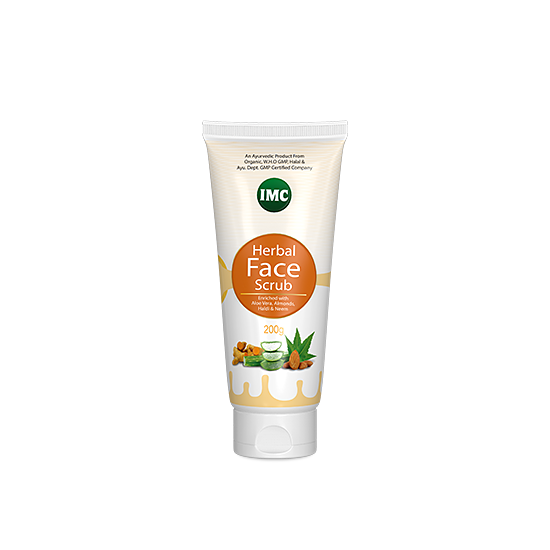 An Ayurvedic Product From
Organic, W.H.O GMP, Halal &
Ayu. Dept. GMP Certified Company
IMC
Herbal
Face
Scrub
Enriched with
Aloe Vera, Almonds,
Haldi & Neem
200g